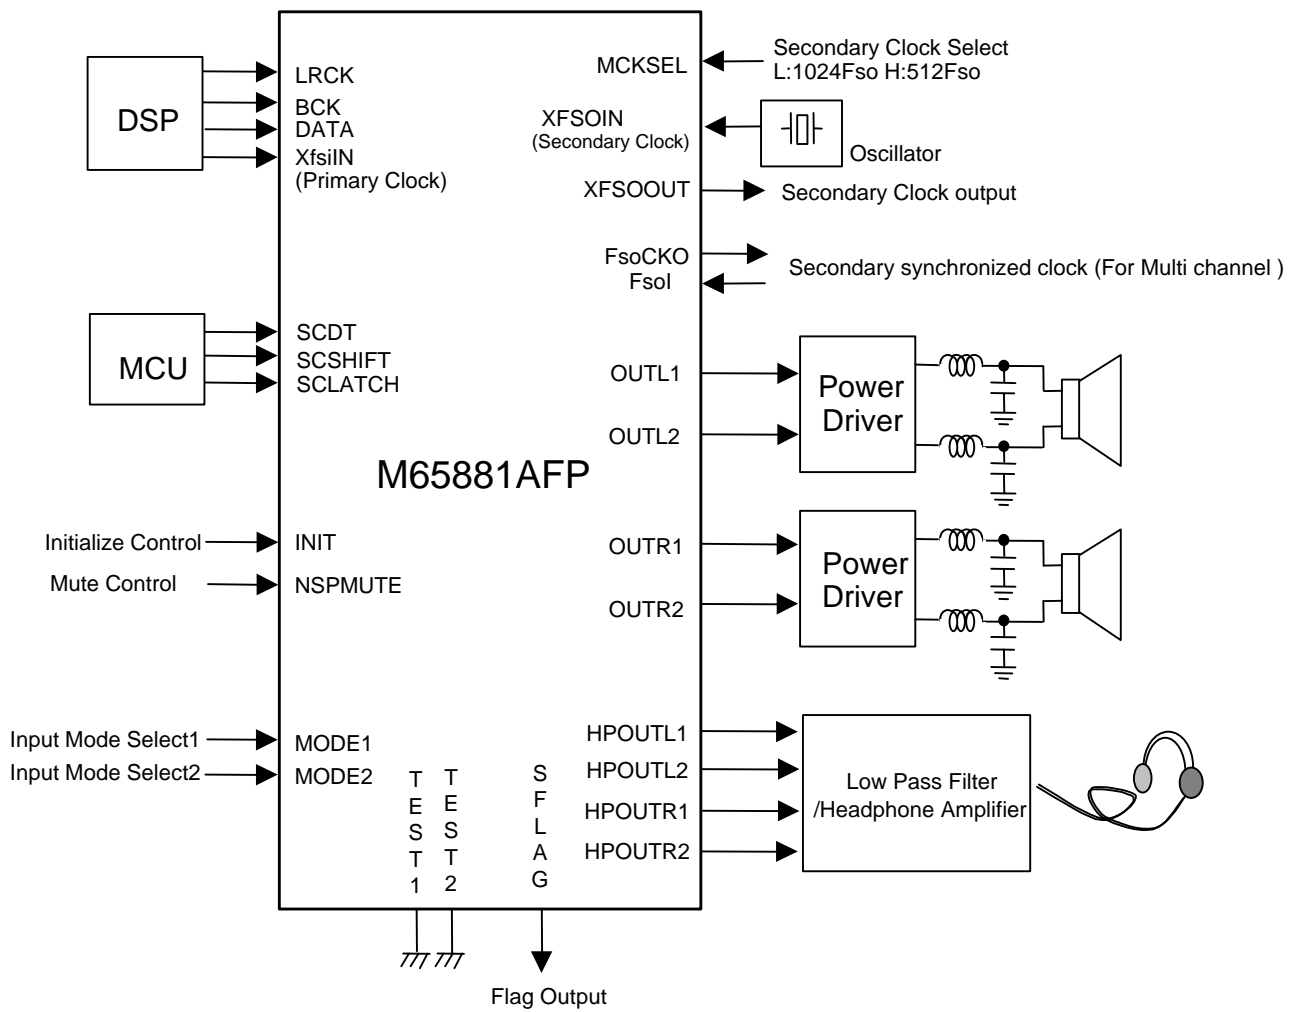 DSP
LRCK
BCK
DATA
XfsiIN
(Primary Clock)
MCU
SCDT
SCSHIFT
SCLATCH
M65881AFP
Initialize Control
INIT
Mute Control
NSPMUTE
Input Mode Select1
MODE1
Input Mode Select2
MODE2
TEST1
TEST2
SFLAG
Flag Output
MCKSEL
Secondary Clock Select
L:1024Fso H:512Fso
XFSOIN
(Secondary Clock)
Oscillator
XFSOOUT
Secondary Clock output
FsoCKO
FsoI
Secondary synchronized clock (For Multi channel )
OUTL1
OUTL2
Power
Driver
OUTR1
OUTR2
Power
Driver
HPOUTL1
HPOUTL2
HPOUTR1
HPOUTR2
Low Pass Filter
/Headphone Amplifier